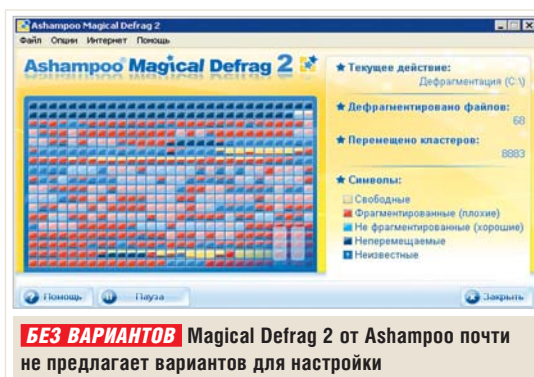 Ashampoo Magical Defrag 2
Файл Опции Интернет Помощь
Ashampoo Magical Defrag 2
Текущее действие:
Дефрагментация (C:\)
Дефрагментировано файлов:
68
Перемещено кластеров:
8883
Символы:
Свободные
Фрагментированные (плохие)
Не фрагментированные (хорошие)
Неперемещаемые
Неизвестные
Помощь Пауза Закрыть
БЕЗ ВАРИАНТОВ Magical Defrag 2 от Ashampoo почти
не предлагает вариантов для настройки